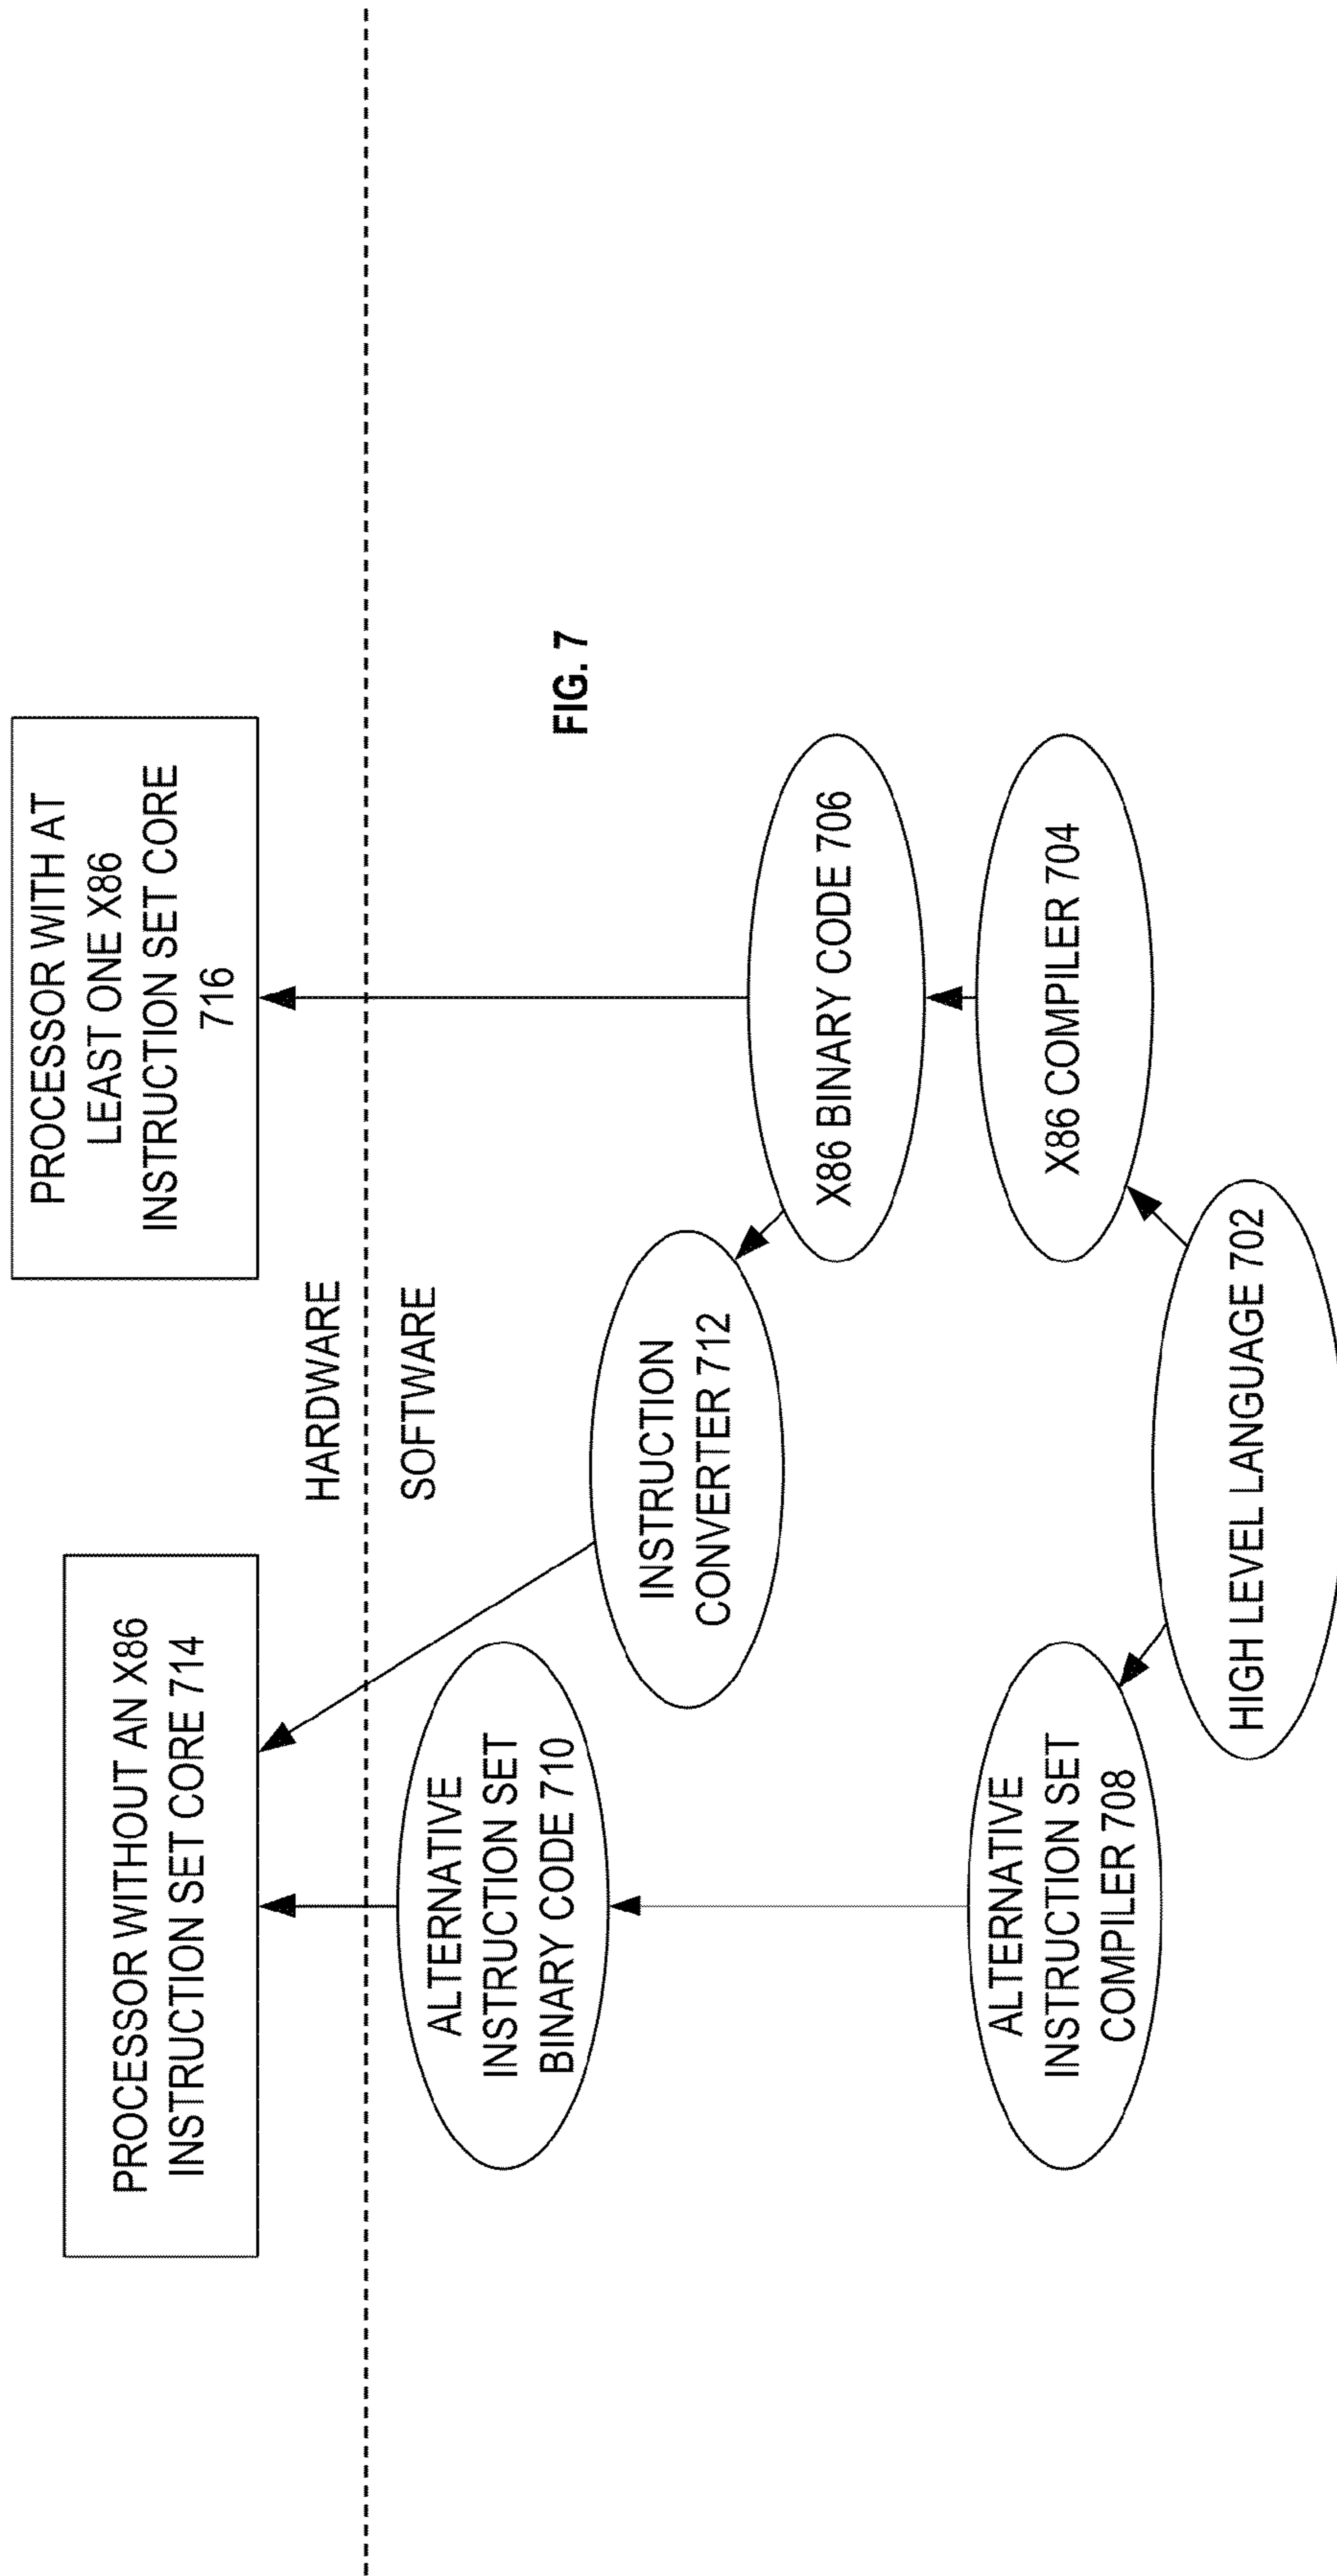 PROCESSOR WITHOUT AN X86
INSTRUCTION SET CORE 714
PROCESSOR WITH AT
LEAST ONE X86
INSTRUCTION SET CORE
716
HARDWARE
SOFTWARE
ALTERNATIVE
INSTRUCTION SET
BINARY CODE 710
INSTRUCTION
CONVERTER 712
FIG. 7
X86 BINARY CODE 706
ALTERNATIVE
INSTRUCTION SET
COMPILER 708
X86 COMPILER 704
HIGH LEVEL LANGUAGE 702